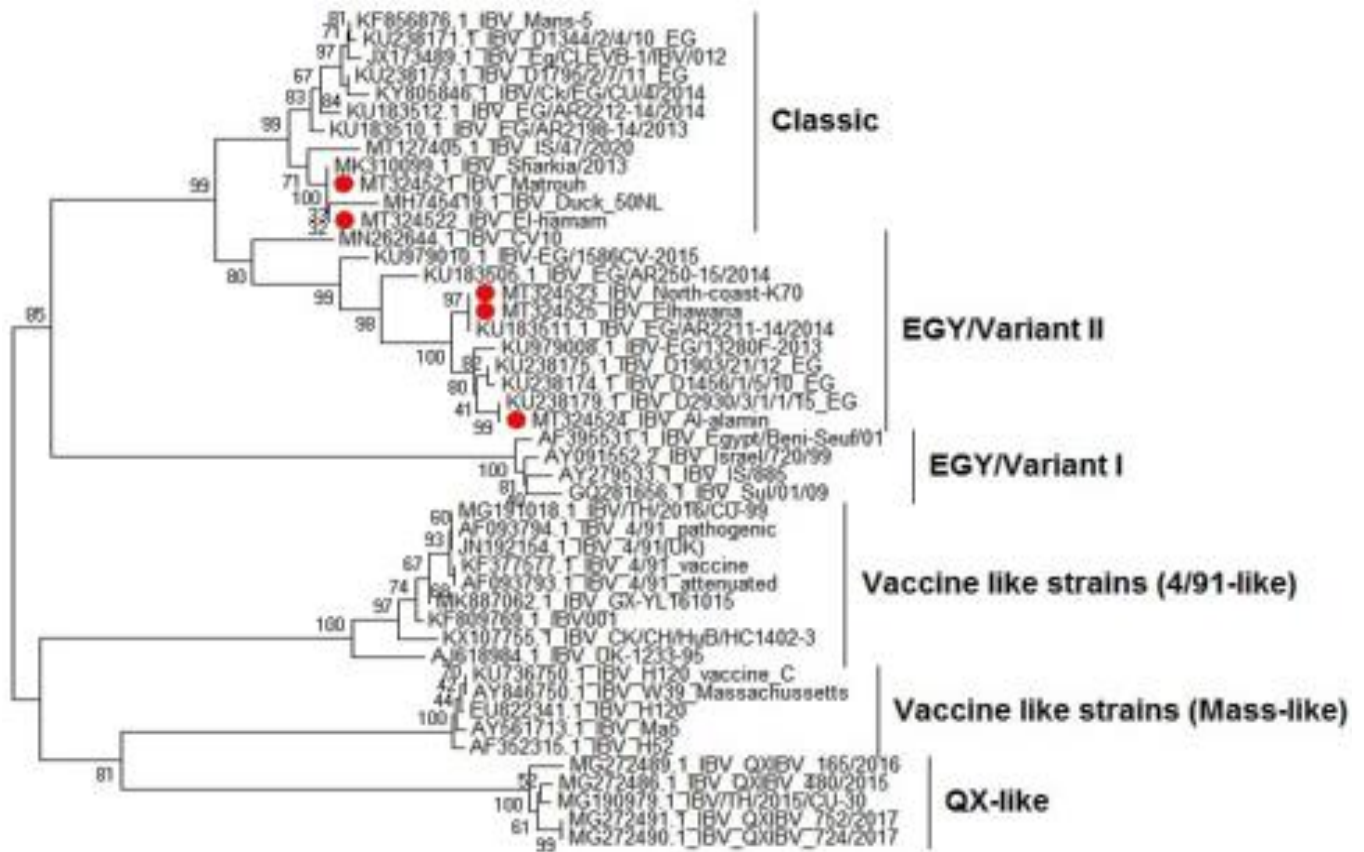 81 KF856876.1 IBV Mans-5
71 KU238171.1 IBV D1344/2/4/10 EG
97 JX173489.1 IBV Eg/CLEVB-1/IBV/012
67 KU238173.1 IBV D1795/2/7/11 EG
KY805846.1 IBV/Ck/EG/CU/4/2014
83 84 KU183512.1 IBV EG/AR2212-14/2014
99 KU183510.1 IBV EG/AR2198-14/2013
MT127405.1 IBV IS/47/2020
MK310099.1 IBV Sharkia/2013
99 71 MT324521 IBV Matrouh
100 MH745419.1 IBV Duck 50NL
MT324522 IBV El-hamam
32 MN262644.1 IBV CV10
KU979010.1 IBV-EG/1586CV-2015
80 KU183505.1 IBV EG/AR250-15/2014
99 97 MT324523 IBV North-coast-K70
MT324525 IBV Elhawana
85 98 KU183511.1 IBV EG/AR2211-14/2014
100 KU979008.1 IBV-EG/13280F-2013
82 KU238175.1 IBV D1903/21/12 EG
80 KU238174.1 IBV D1456/1/5/10 EG
41 KU238179.1 IBV D2930/3/1/1/15_EG
99 MT324524 IBV Al-alamin
AF395531.1 IBV Egypt/Beni-Seuf/01
100 AY091552.2 IBV Israel/720/99
81 AY279533.1 IBV IS/885
GQ281656.1 IBV Sul/01/09
60 MG191018.1 IBV/TH/2016/CU-99
93 AF093794.1 IBV 4/91 pathogenic
JN192154.1 IBV 4/91(UK)
67 KF377577.1 IBV 4/91 vaccine
74 AF093793.1 IBV 4/91 attenuated
97 MK887062.1 IBV GX-YL161015
100 KF809769.1 IBV001
KX107755.1 IBV CK/CH/HuB/HC1402-3
AJ618984.1 IBV UK-1233-95
70 KU736750.1 IBV H120 vaccine_C
42 AY846750.1 IBV W39 Massachussetts
44 EU822341.1 IBV H120
100 AY561713.1 IBV Ma5
AF352315.1 IBV H52
81 MG272489.1 IBV QXIBV 165/2016
52 MG272486.1 IBV QXIBV 480/2015
100 MG190979.1 IBV/TH/2015/CU-30
61 MG272491.1 IBV QXIBV 752/2017
99 MG272490.1 IBV QXIBV 724/2017
Classic
EGY/Variant II
EGY/Variant I
Vaccine like strains (4/91-like)
Vaccine like strains (Mass-like)
QX-like